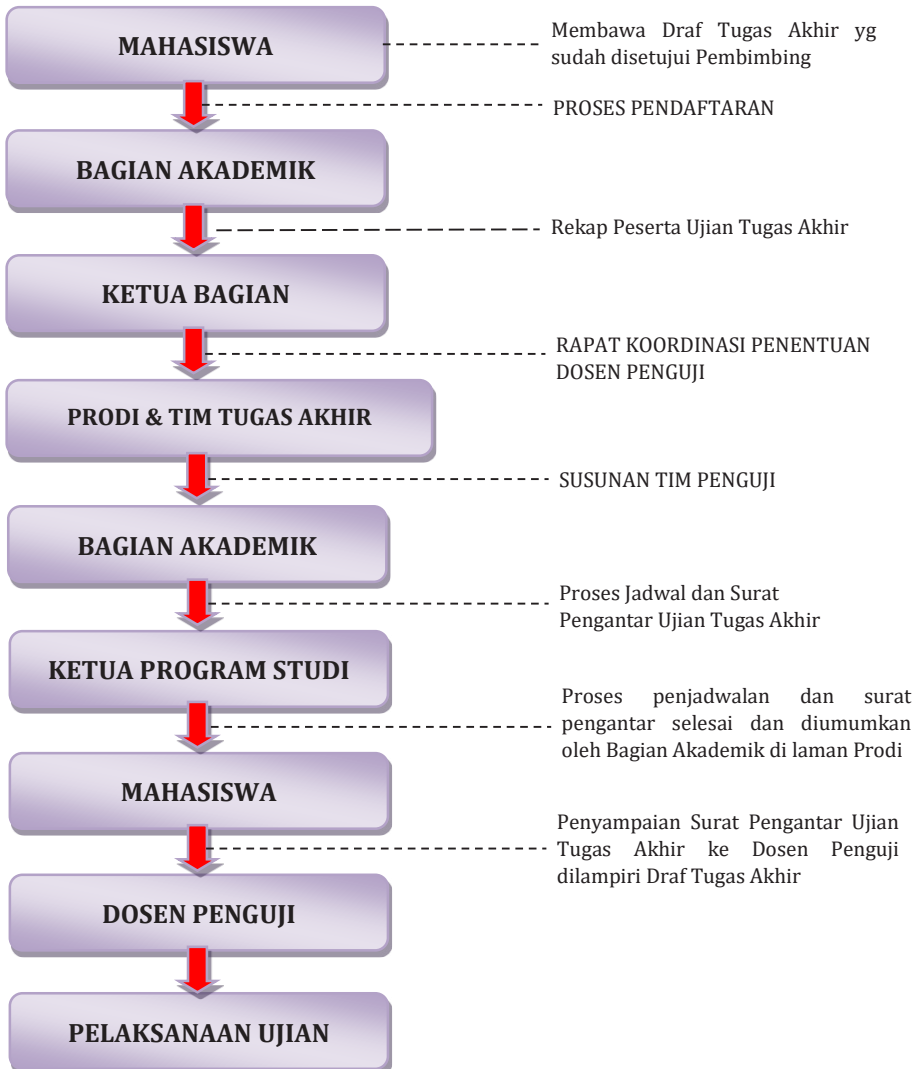 MAHASISWA
Membawa Draf Tugas Akhir yg
sudah disetujui Pembimbing
PROSES PENDAFTARAN
BAGIAN AKADEMIK
Rekap Peserta Ujian Tugas Akhir
KETUA BAGIAN
RAPAT KOORDINASI PENENTUAN
DOSEN PENGUJI
PRODI & TIM TUGAS AKHIR
SUSUNAN TIM PENGUJI
BAGIAN AKADEMIK
Proses Jadwal dan Surat
Pengantar Ujian Tugas Akhir
KETUA PROGRAM STUDI
Proses penjadwalan dan surat
pengantar selesai dan diumumkan
oleh Bagian Akademik di laman Prodi
MAHASISWA
Penyampaian Surat Pengantar Ujian
Tugas Akhir ke Dosen Penguji
dilampiri Draf Tugas Akhir
DOSEN PENGUJI
PELAKSANAAN UJIAN